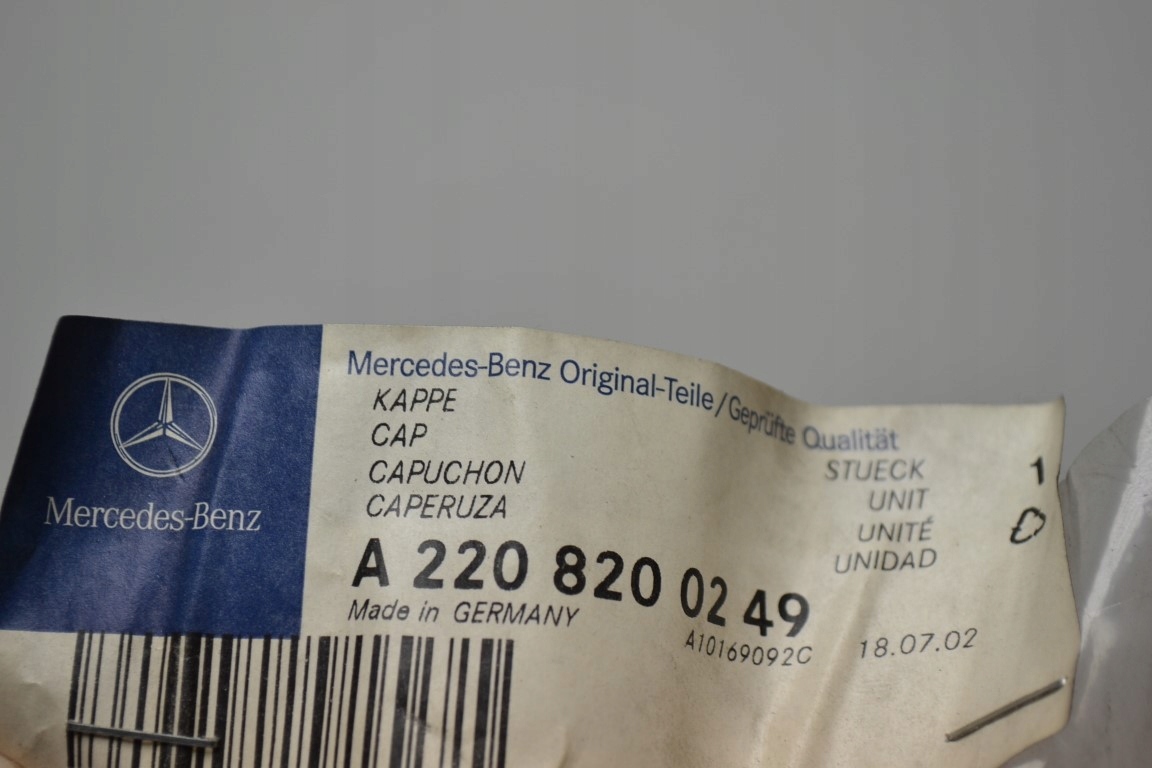 Mercedes-Benz
Mercedes-Benz Original-Teile/Geprüfte Qualität
KAPPE
CAP
CAPUCHON
CAPERUZA
STUECK 1
UNIT
UNITÉ
UNIDAD
A 220 820 02 49
Made in GERMANY
A10169092C 18.07.02